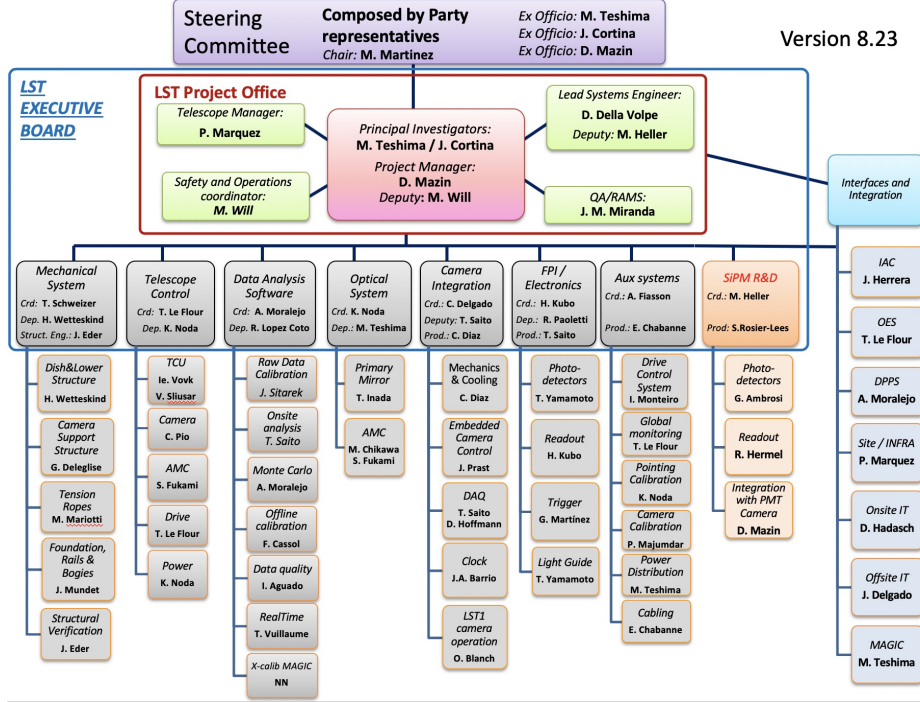 Steering
Committee
Composed by Party
representatives
Chair: M. Martinez
Ex Officio: M. Teshima
Ex Officio: J. Cortina
Ex Officio: D. Mazin
Version 8.23
LST
EXECUTIVE
BOARD
LST Project Office
Telescope Manager:
P. Marquez
Safety and Operations
coordinator:
M. Will
Principal Investigators:
M. Teshima / J. Cortina
Project Manager:
D. Mazin
Deputy: M. Will
Lead Systems Engineer:
D. Della Volpe
Deputy: M. Heller
QA/RAMS:
J. M. Miranda
Interfaces and
Integration
Mechanical
System
Crd: T. Schweizer
Dep. H. Wetteskind
Struct. Eng.: J. Eder
Dish&Lower
Structure
H. Wetteskind
Camera
Support
Structure
G. Deleglise
Tension
Ropes
M. Mariotti
Foundation,
Rails &
Bogies
J. Mundet
Structural
Verification
J. Eder
Telescope
Control
Crd: T. Le Flour
Dep. K. Noda
TCU
Ie. Vovk
V. Sliusar
Camera
C. Pio
AMC
S. Fukami
Drive
T. Le Flour
Power
K. Noda
Data Analysis
Software
Crd: A. Moralejo
Dep. R. Lopez Coto
Raw Data
Calibration
J. Sitarek
Onsite
analysis
T. Saito
Monte Carlo
A. Moralejo
Offline
calibration
F. Cassol
Data quality
I. Aguado
RealTime
T. Vuillaume
X-calib MAGIC
NN
Optical
System
Crd. K. Noda
Dep.: M. Teshima
Primary
Mirror
T. Inada
AMC
M. Chikawa
S. Fukami
Camera
Integration
Crd.: C. Delgado
Deputy: T. Saito
Prod.: C. Diaz
Mechanics
& Cooling
C. Diaz
Embedded
Camera
Control
J. Prast
DAQ
T. Saito
D. Hoffmann
Clock
J.A. Barrio
LST1
camera
operation
O. Blanch
FPI /
Electronics
Crd.: H. Kubo
Dep.: R. Paoletti
Prod.: T. Saito
Photo-
detectors
T. Yamamoto
Readout
H. Kubo
Trigger
G. Martínez
Light Guide
T. Yamamoto
Aux systems
Crd.: A. Fiasson
Prod.: E. Chabanne
Drive
Control
System
I. Monteiro
Global
monitoring
T. Le Flour
Pointing
Calibration
K. Noda
Camera
Calibration
P. Majumdar
Power
Distribution
M. Teshima
Cabling
E. Chabanne
SiPM R&D
Crd.: M. Heller
Prod: S.Rosier-Lees
Photo-
detectors
G. Ambrosi
Readout
R. Hermel
Integration
with PMT
Camera
D. Mazin
IAC
J. Herrera
OES
T. Le Flour
DPPS
A. Moralejo
Site / INFRA
P. Marquez
Onsite IT
D. Hadasch
Offsite IT
J. Delgado
MAGIC
M. Teshima